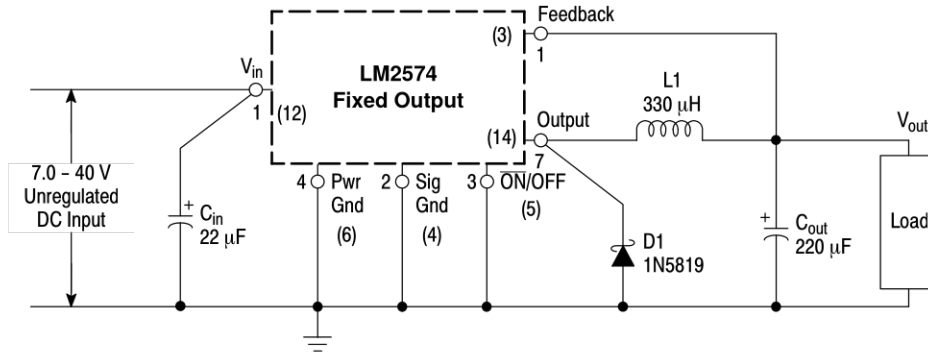 Feedback
(3)
1
V_in
1
(12)
LM2574
Fixed Output
L1
330 μH
Output
(14)
7
V_out
7.0 – 40 V
Unregulated
DC Input
4
Pwr
Gnd
(6)
2
Sig
Gnd
(4)
3
O̅N̅/OFF
(5)
+
C_in
22 μF
D1
1N5819
+
C_out
220 μF
Load